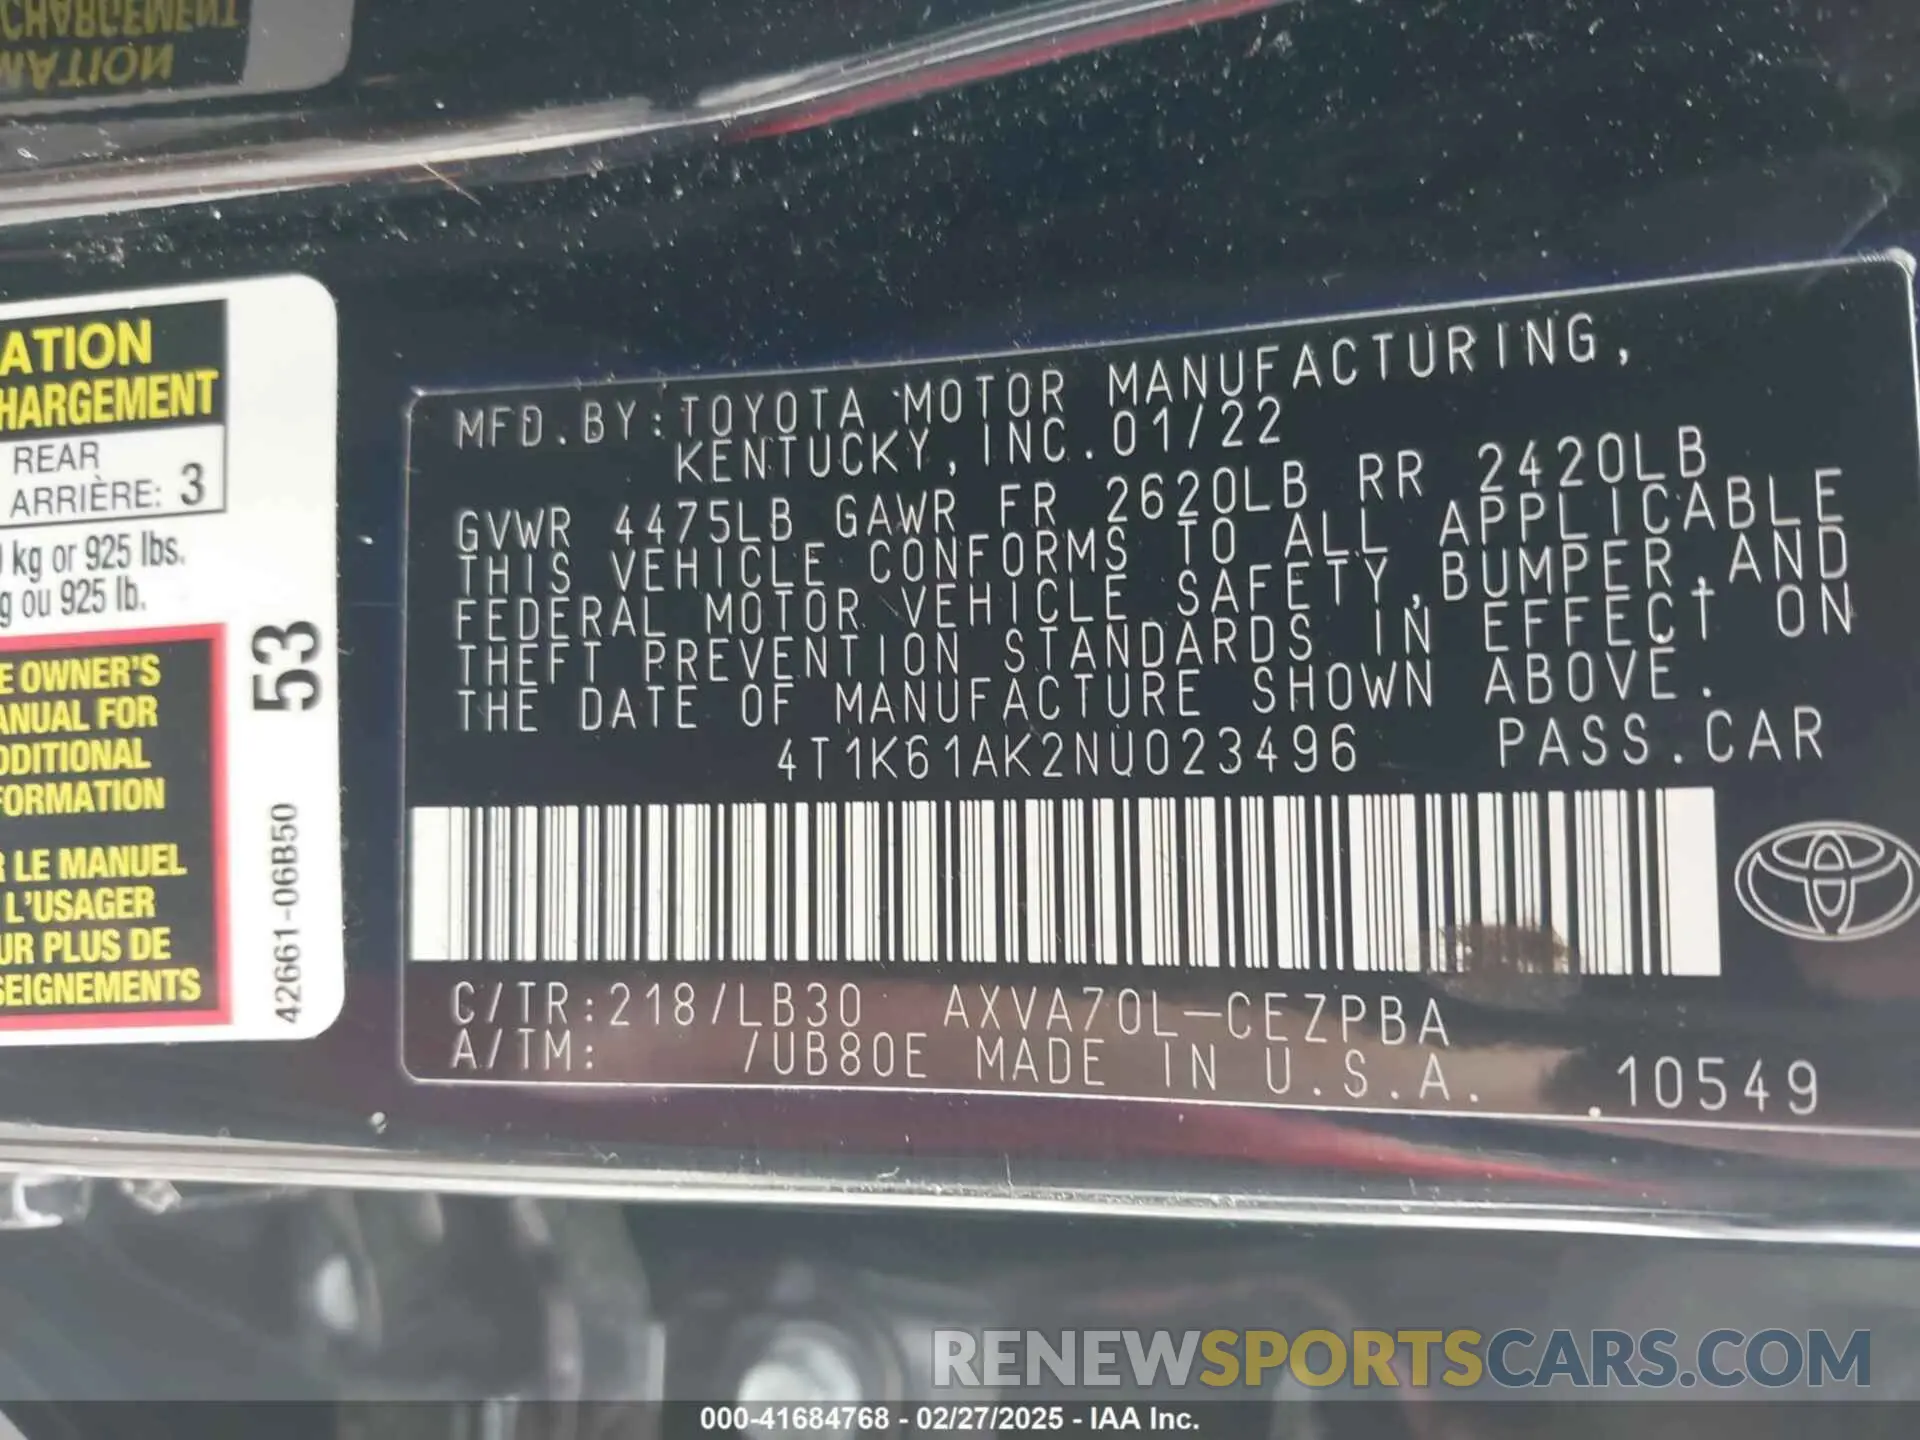 CHARGEMENT
MATION
ATION
HARGEMENT
REAR
ARRIÈRE: 3
kg or 925 lbs.
g ou 925 lb.
E OWNER'S
ANUAL FOR
DDITIONAL
FORMATION
R LE MANUEL
L'USAGER
UR PLUS DE
SEIGNEMENTS
53
42661-06B50
MFD.BY:TOYOTA MOTOR MANUFACTURING,
KENTUCKY,INC.01/22
GVWR 4475LB GAWR FR 2620LB RR 2420LB
THIS VEHICLE CONFORMS TO ALL APPLICABLE
FEDERAL MOTOR VEHICLE SAFETY,BUMPER,AND
THEFT PREVENTION STANDARDS IN EFFECT ON
THE DATE OF MANUFACTURE SHOWN ABOVE.
4T1K61AK2NU023496 PASS.CAR
C/TR:218/LB30 AXVA70L-CEZPBA
A/TM: /UB80E MADE IN U.S.A.
10549
RENEWSPORTSCARS.COM
000-41684768 - 02/27/2025 - IAA Inc.